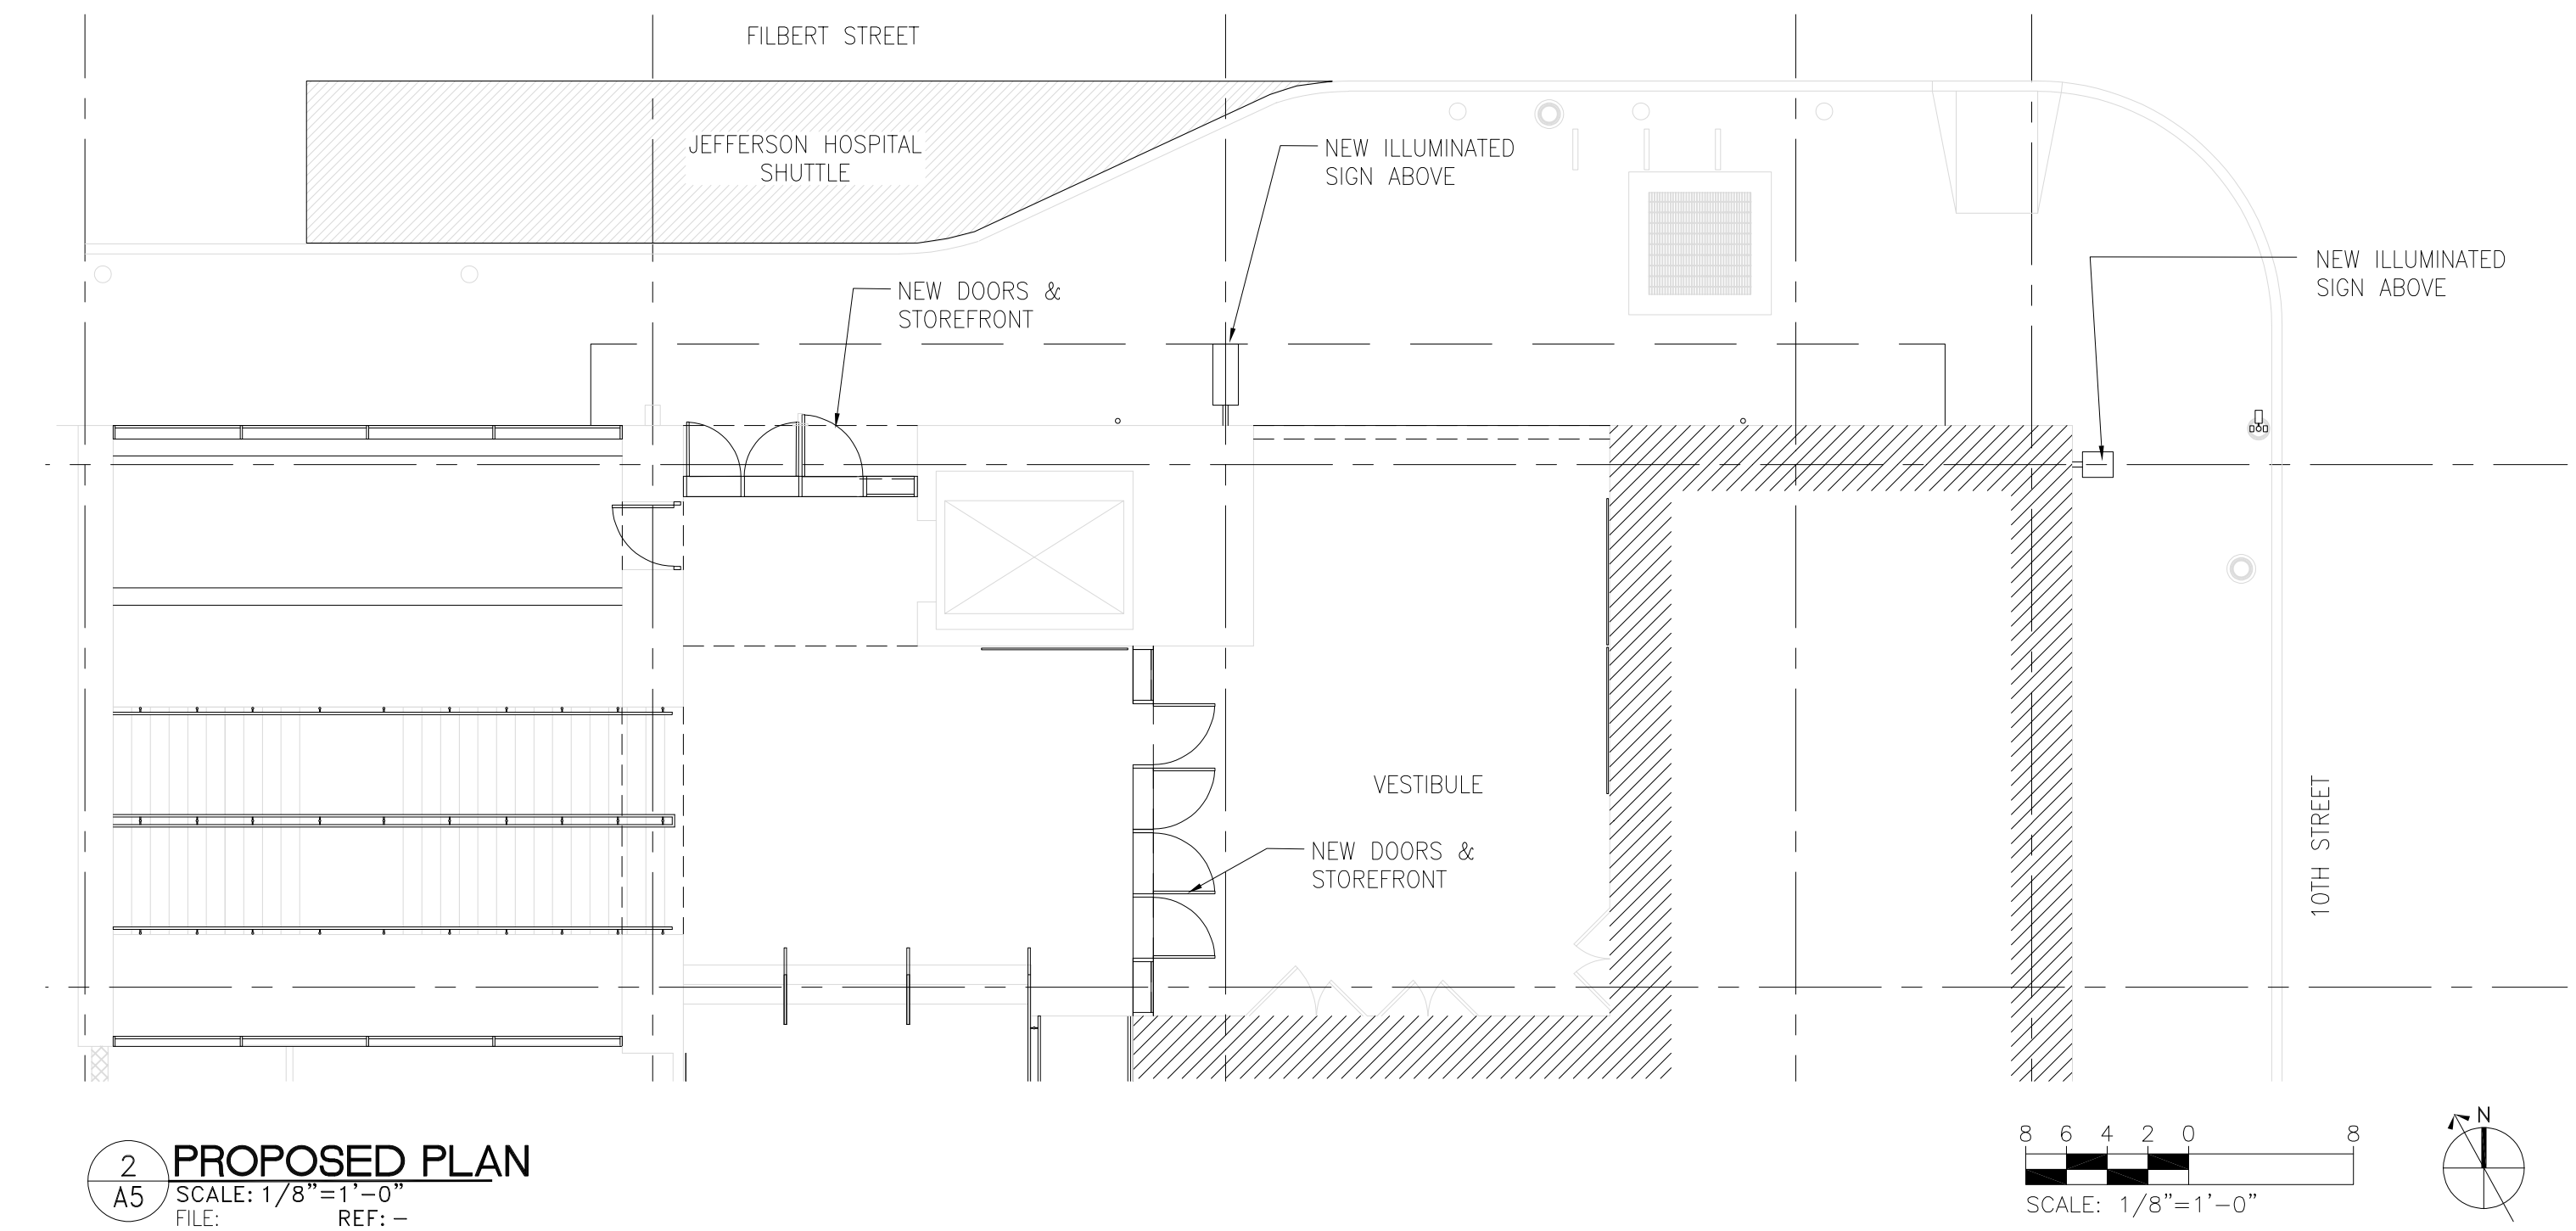 FILBERT STREET
JEFFERSON HOSPITAL
SHUTTLE
NEW ILLUMINATED
SIGN ABOVE
NEW ILLUMINATED
SIGN ABOVE
NEW DOORS &
STOREFRONT
VESTIBULE
NEW DOORS &
STOREFRONT
10TH STREET
2
A5
PROPOSED PLAN
SCALE: 1/8"=1'-0"
FILE: REF: -
8 6 4 2 0 8
SCALE: 1/8"=1'-0"
N